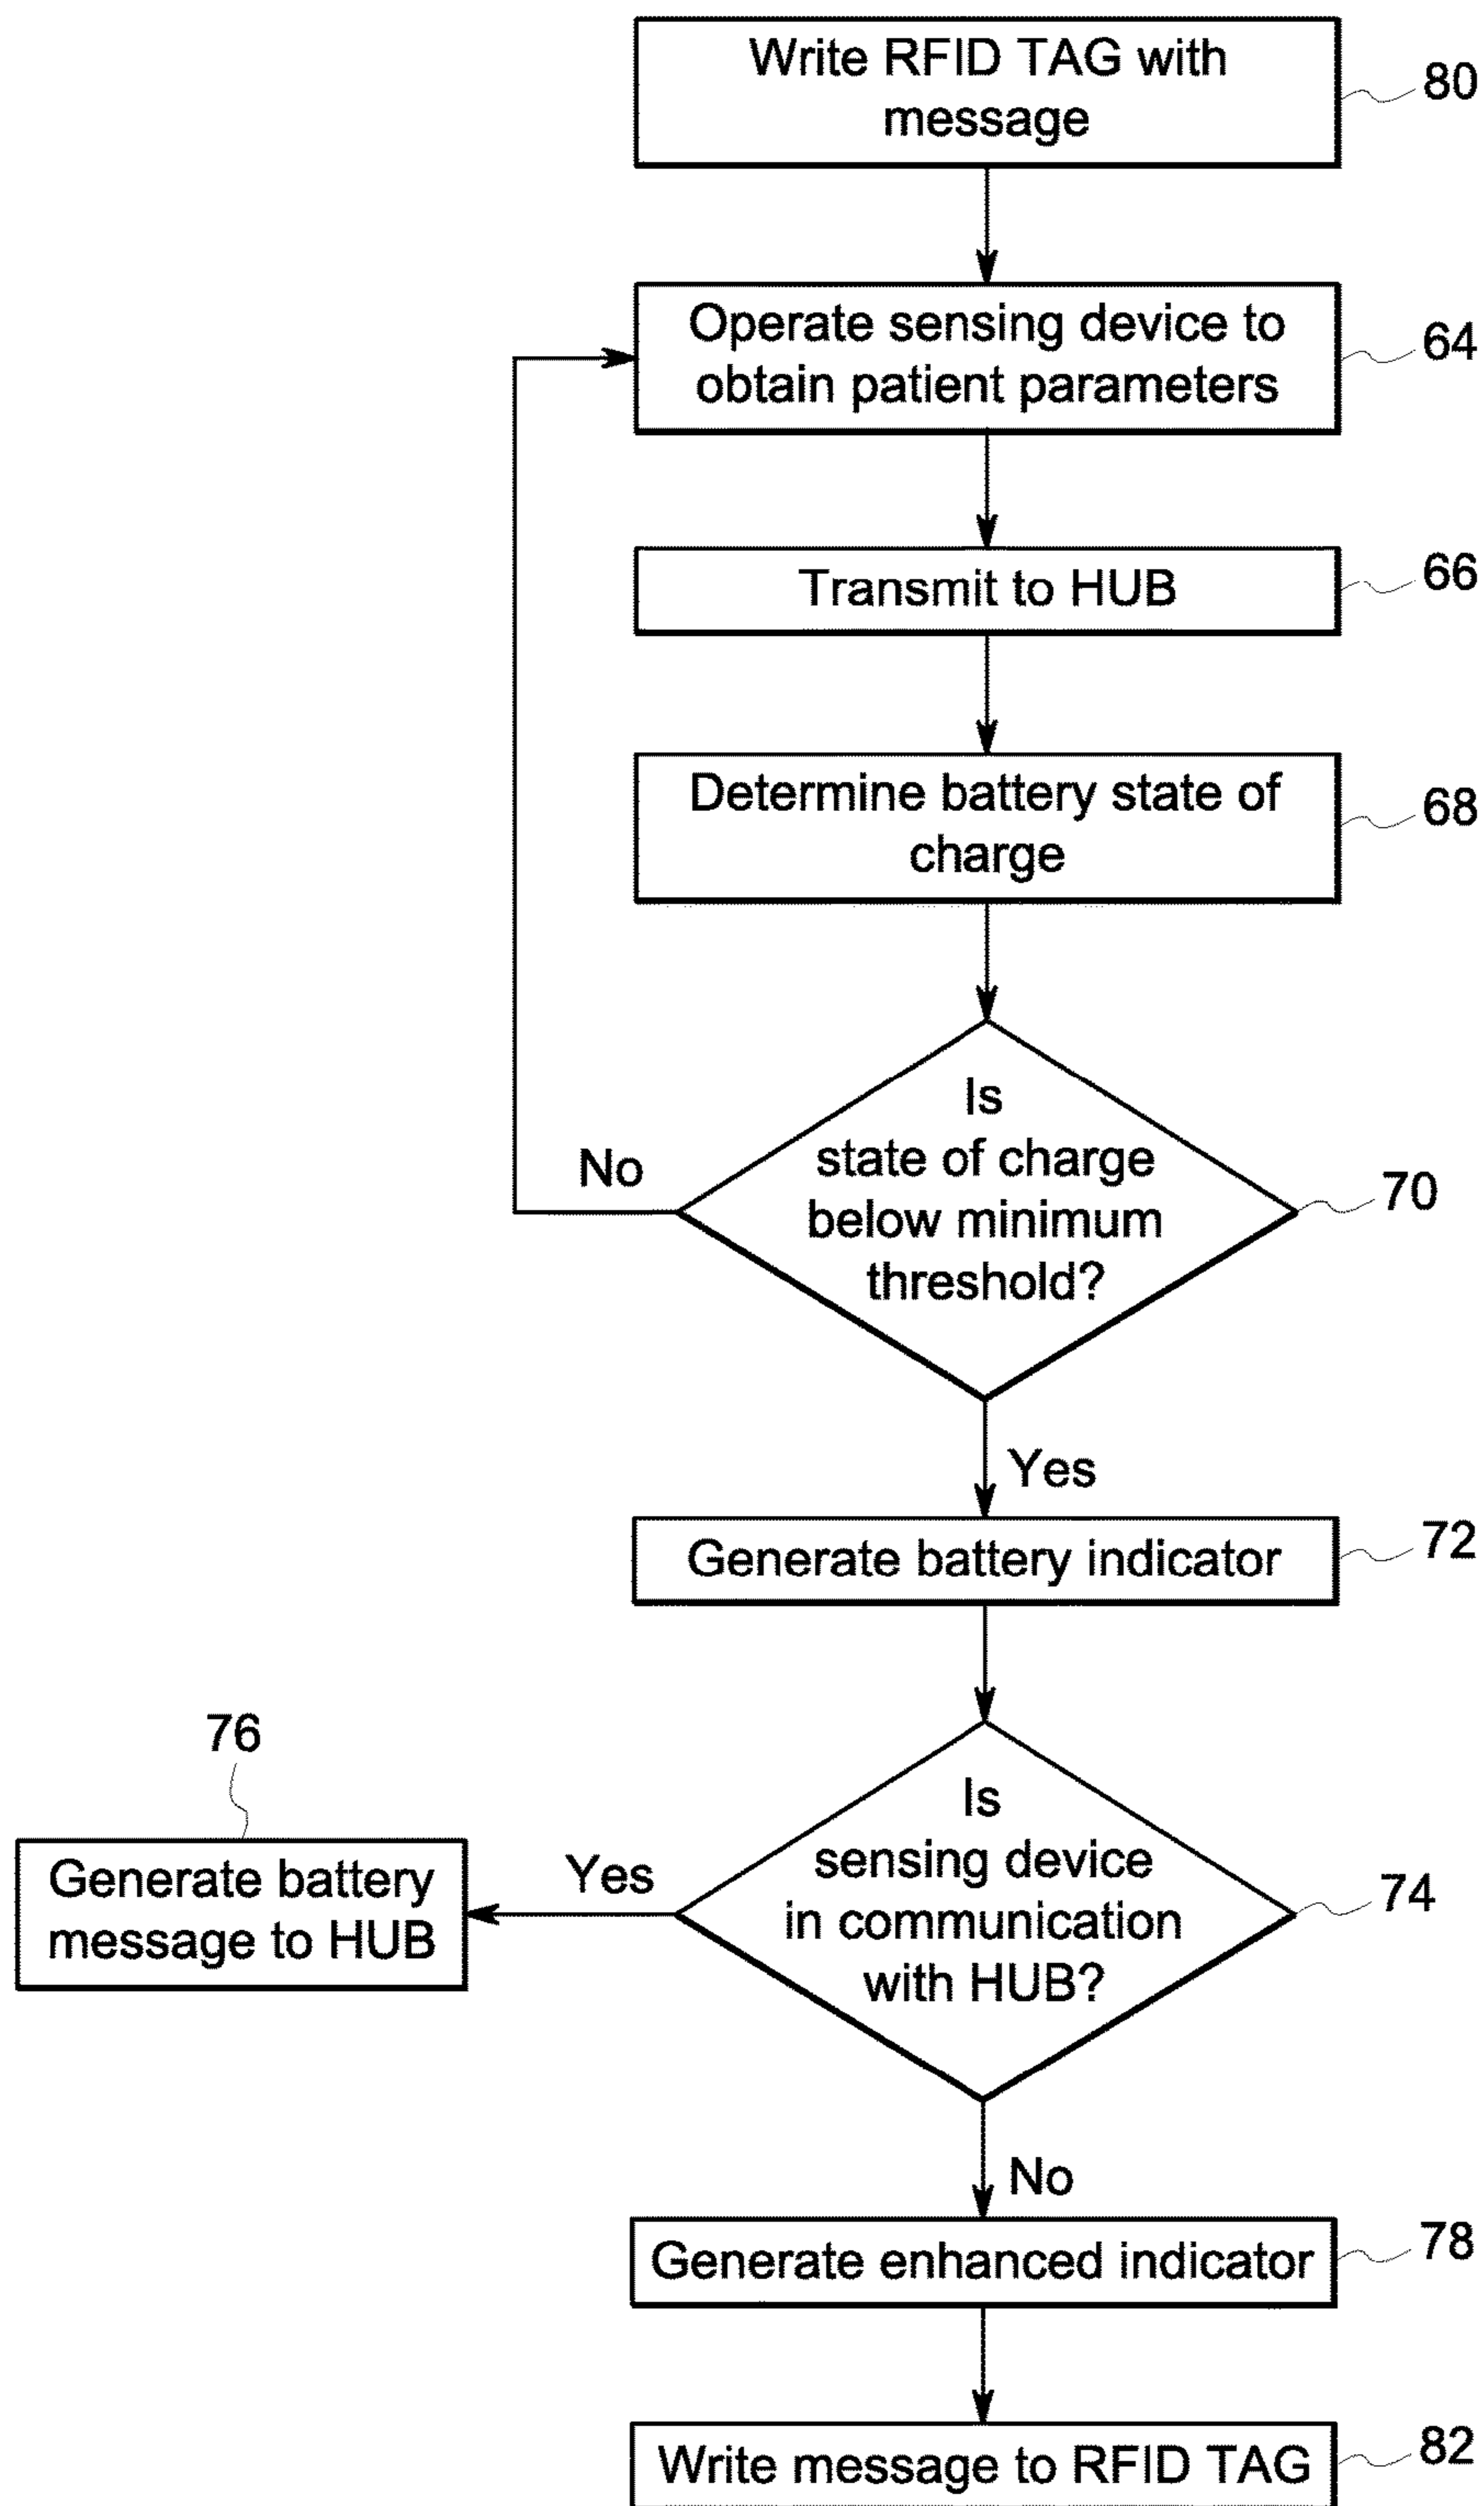 Write RFID TAG with
message
80
Operate sensing device to
obtain patient parameters
64
Transmit to HUB
66
Determine battery state of
charge
68
Is
state of charge
below minimum
threshold?
No
70
Yes
Generate battery indicator
72
76
Generate battery
message to HUB
Yes
Is
sensing device
in communication
with HUB?
74
No
Generate enhanced indicator
78
Write message to RFID TAG
82